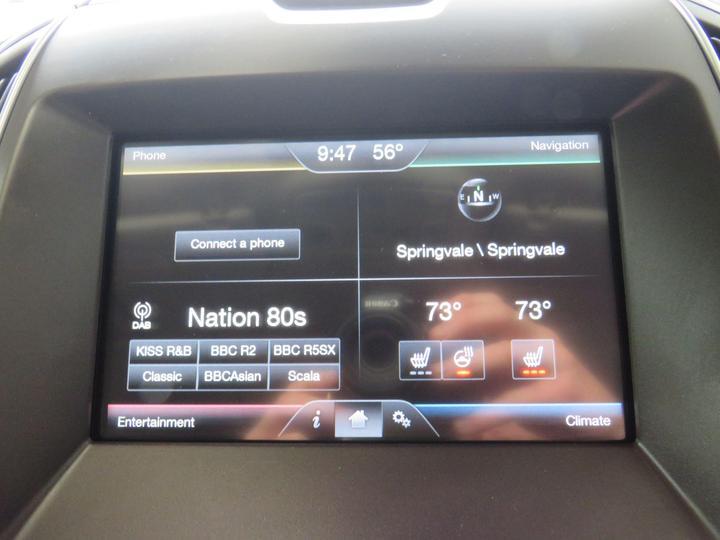 Phone
9:47 56°
Navigation
E N W
Connect a phone
Springvale \ Springvale
DAB
Nation 80s
73° 73°
KISS R&B BBC R2 BBC R5SX
Classic BBCAsian Scala
Entertainment
i
Climate